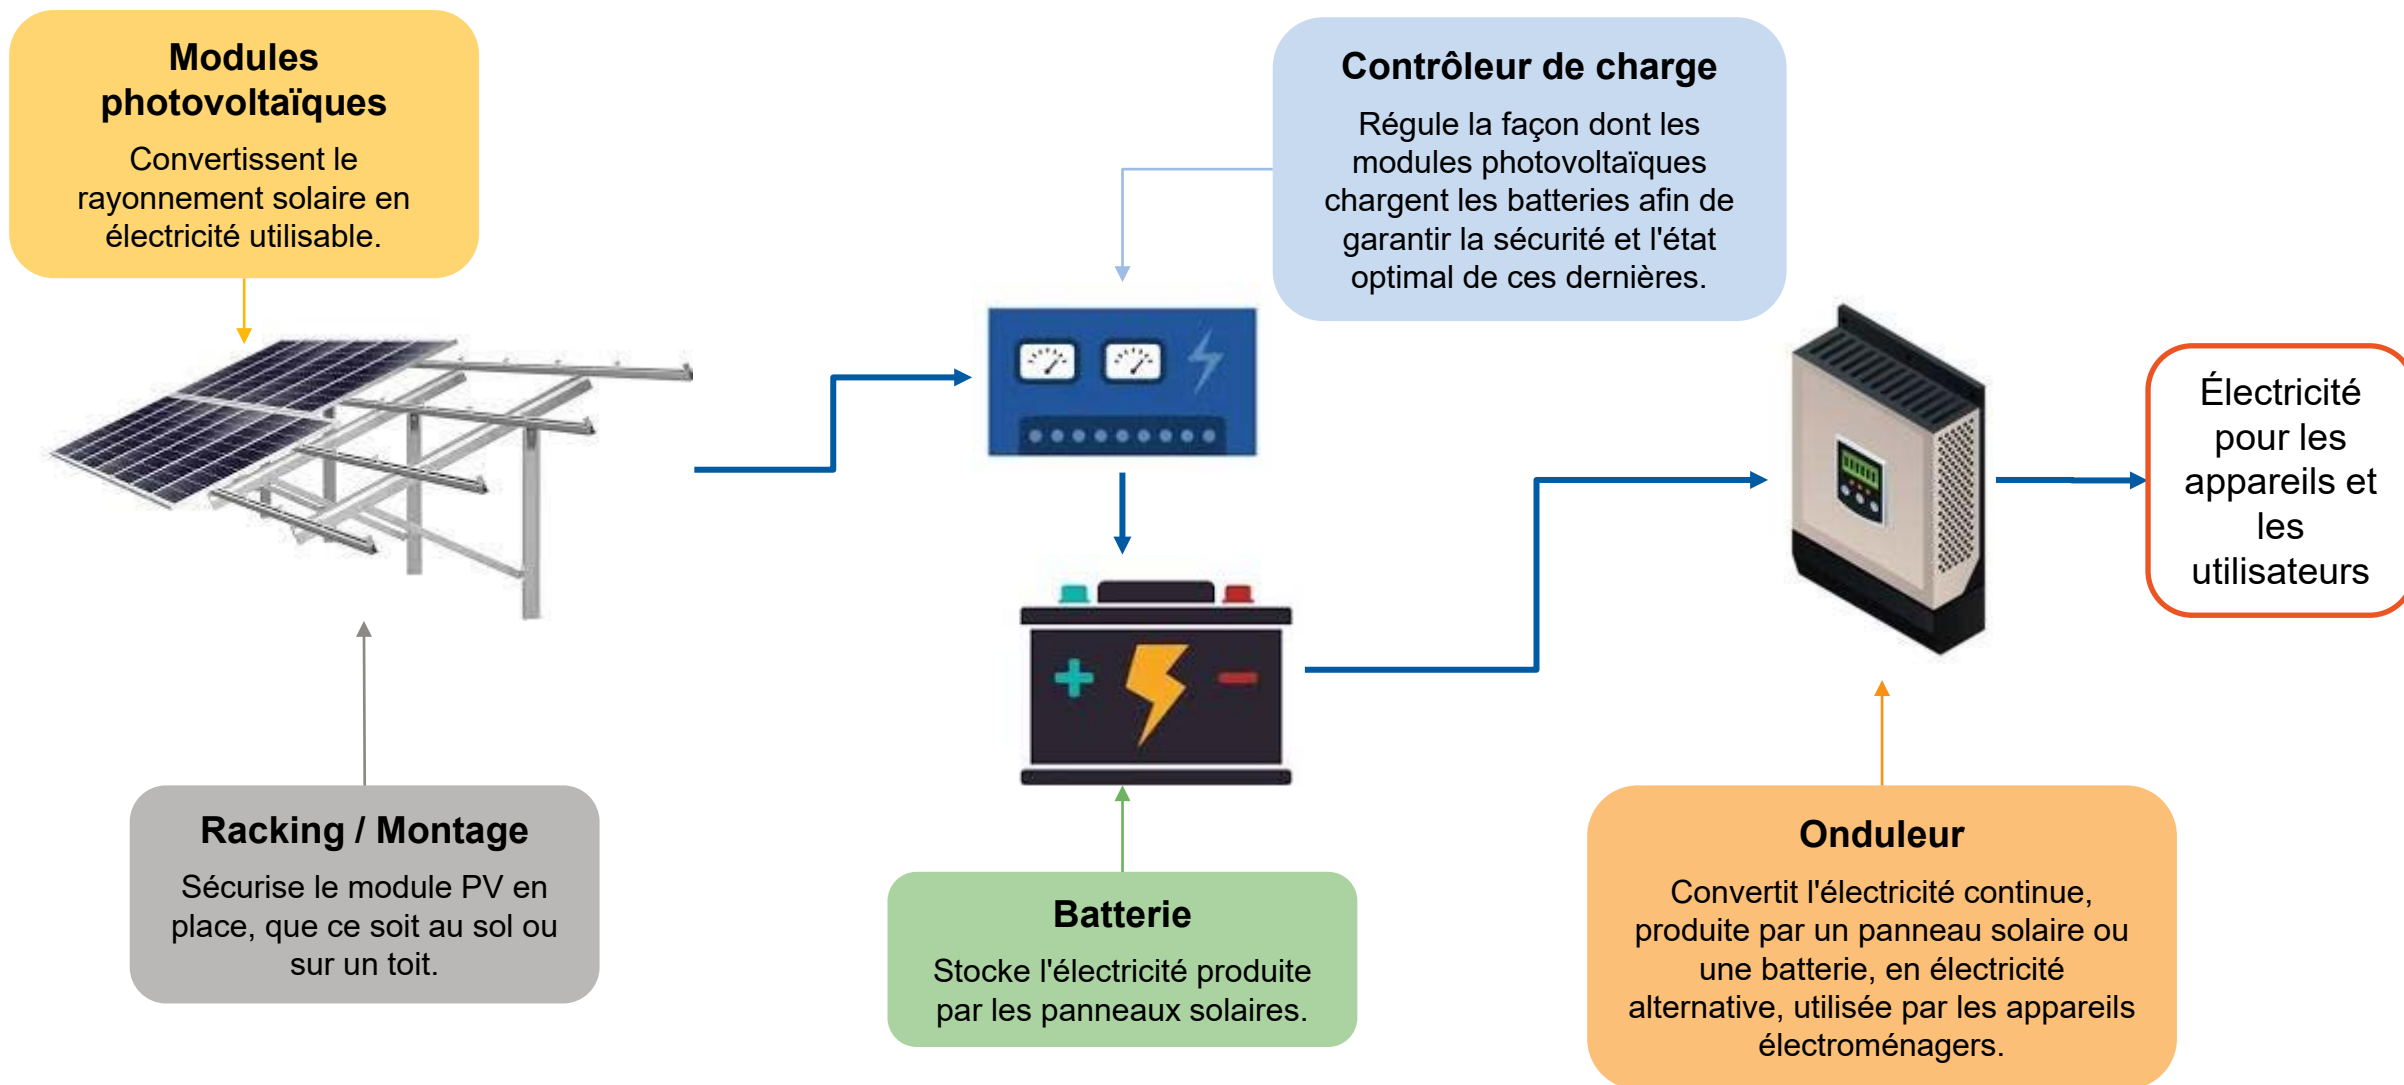 Modules
photovoltaïques
Convertissent le
rayonnement solaire en
électricité utilisable.
Contrôleur de charge
Régule la façon dont les
modules photovoltaïques
chargent les batteries afin de
garantir la sécurité et l'état
optimal de ces dernières.
Électricité
pour les
appareils et
les
utilisateurs
Racking / Montage
Sécurise le module PV en
place, que ce soit au sol ou
sur un toit.
Batterie
Stocke l'électricité produite
par les panneaux solaires.
Onduleur
Convertit l'électricité continue,
produite par un panneau solaire ou
une batterie, en électricité
alternative, utilisée par les appareils
électroménagers.